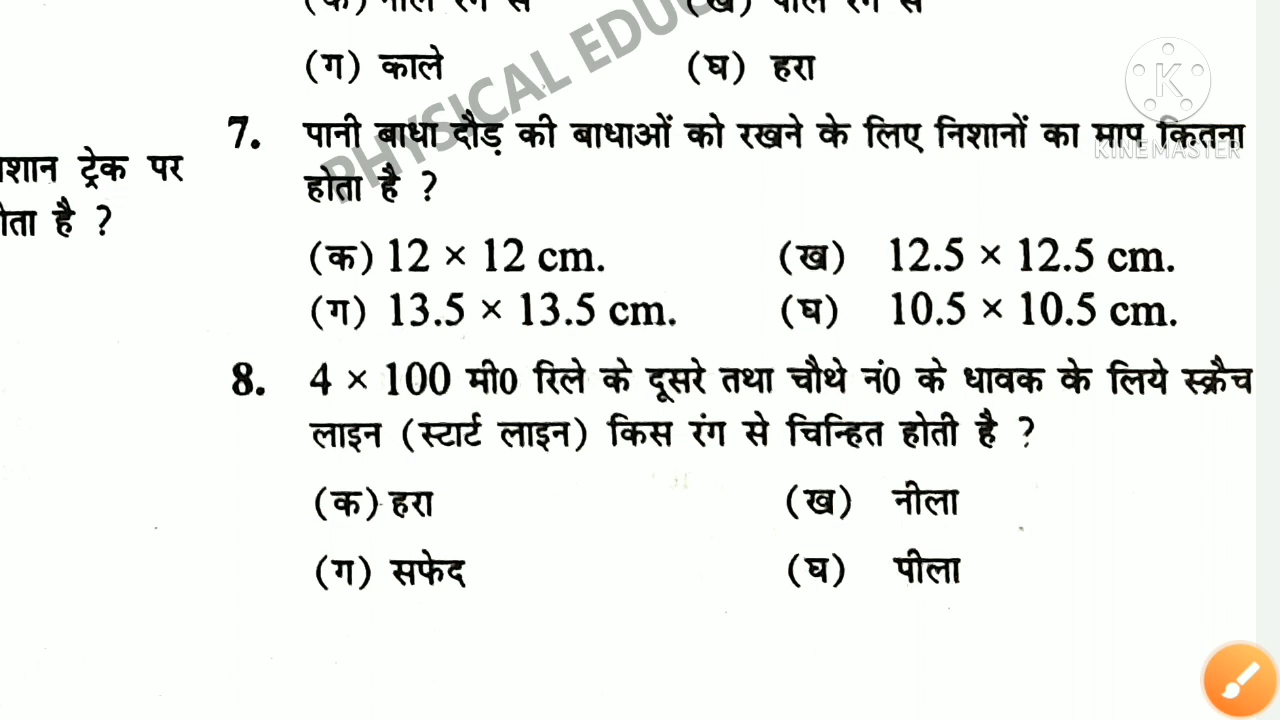 (क) नीले रंग से (ख) पीले रंग से
(ग) काले (घ) हरा
PHYSICAL EDUC
7. पानी बाधा दौड़ की बाधाओं को रखने के लिए निशानों का माप कितना
होता है ?
K
KINEMASTER
शान ट्रेक पर
ता है ?
(क) 12 × 12 cm. (ख) 12.5 × 12.5 cm.
(ग) 13.5 × 13.5 cm. (घ) 10.5 × 10.5 cm.
8. 4 × 100 मी0 रिले के दूसरे तथा चौथे नं0 के धावक के लिये स्क्रैच
लाइन (स्टार्ट लाइन) किस रंग से चिन्हित होती है ?
(क) हरा (ख) नीला
(ग) सफेद (घ) पीला